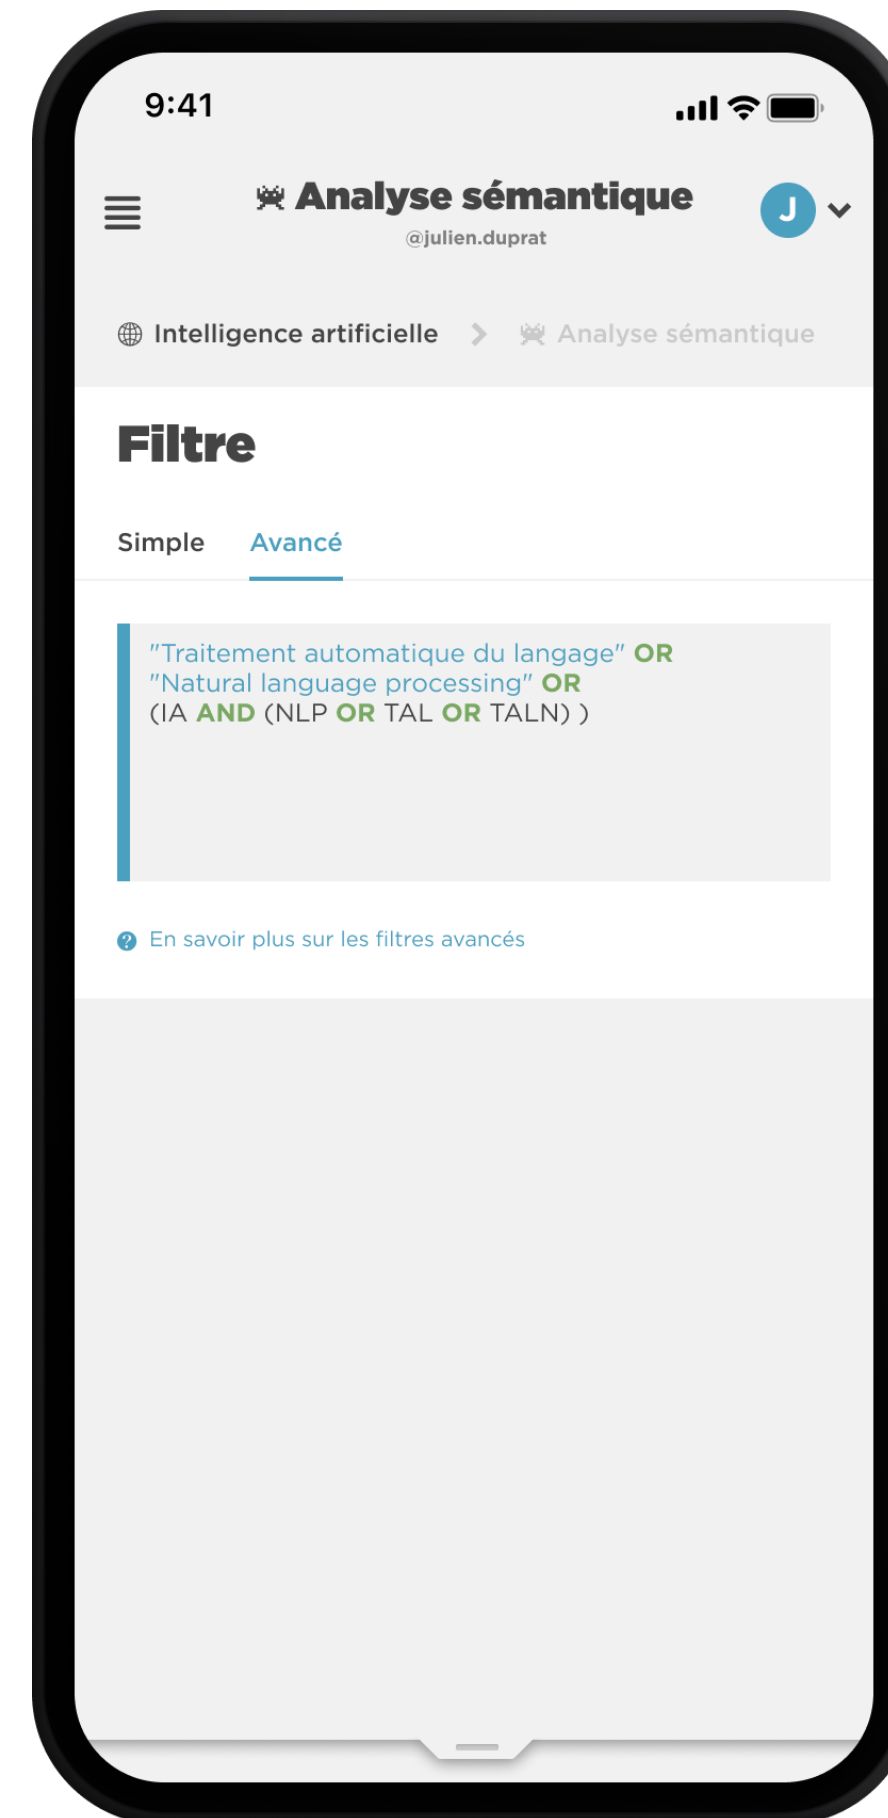 9:41
Analyse sémantique
J
@julien.duprat
Intelligence artificielle
Analyse sémantique
Filtre
Simple
Avancé
"Traitement automatique du langage" OR
"Natural language processing" OR
(IA AND (NLP OR TAL OR TALN) )
? En savoir plus sur les filtres avancés